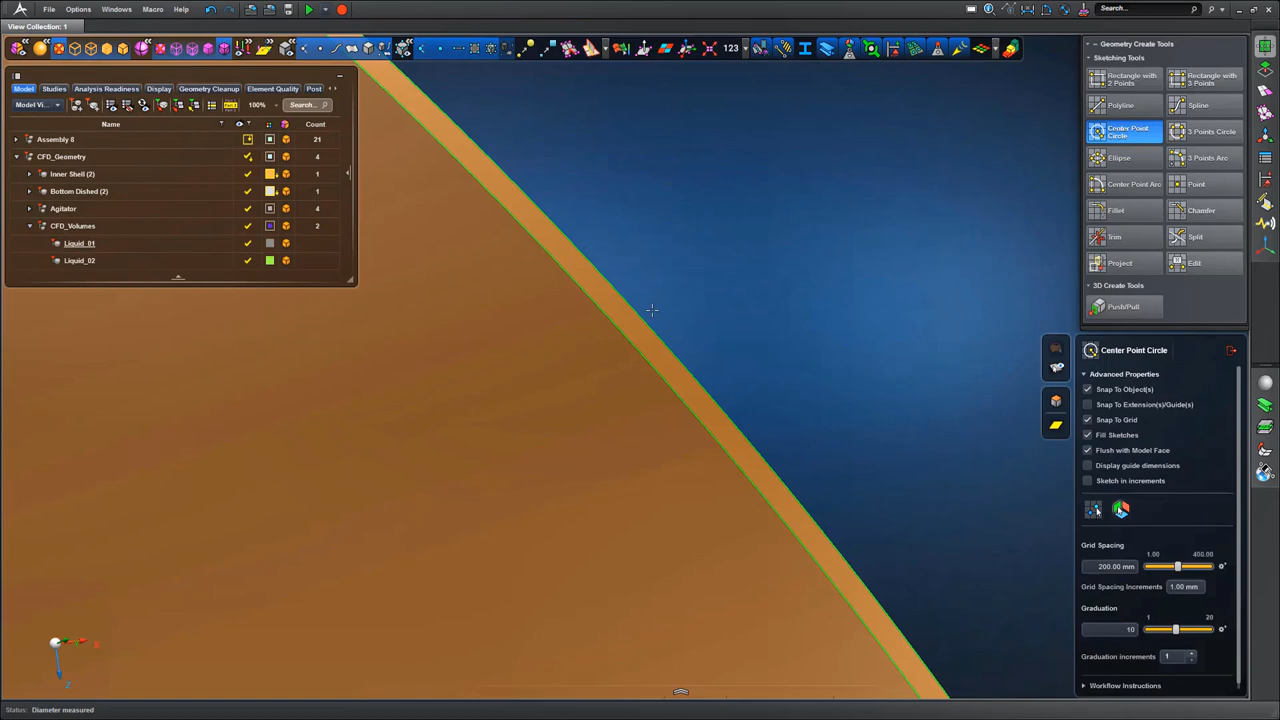 File Options Windows Macro Help
Search...
View Collection: 1
123
Model Studies Analysis Readiness Display Geometry Cleanup Element Quality Post
Model Vi... 100% Search...
Name Count
Assembly 8 21
CFD_Geometry 4
Inner Shell (2) 1
Bottom Dished (2) 1
Agitator 4
CFD_Volumes 2
Liquid_01
Liquid_02
Geometry Create Tools
Sketching Tools
Rectangle with 2 Points
Rectangle with 3 Points
Polyline
Spline
Center Point Circle
3 Points Circle
Ellipse
3 Points Arc
Center Point Arc
Point
Fillet
Chamfer
Trim
Split
Project
Edit
3D Create Tools
Push/Pull
Center Point Circle
Advanced Properties
Snap To Object(s)
Snap To Extension(s)/Guide(s)
Snap To Grid
Fill Sketches
Flush with Model Face
Display guide dimensions
Sketch in increments
Grid Spacing 1.00 400.00
200.00 mm
Grid Spacing Increments 1.00 mm
Graduation 1 20
10
Graduation increments 1
Workflow Instructions
X
Z
Status: Diameter measured